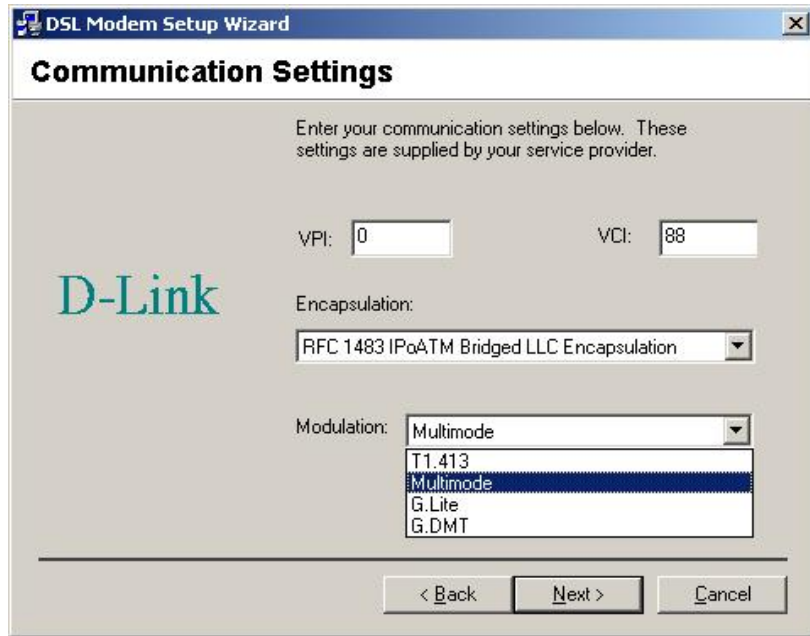 DSL Modem Setup Wizard
Communication Settings
Enter your communication settings below.  These
settings are supplied by your service provider.
VPI: 0 VCI: 88
D-Link
Encapsulation:
RFC 1483 IPoATM Bridged LLC Encapsulation
Modulation: Multimode
T1.413
Multimode
G.Lite
G.DMT
< Back Next > Cancel